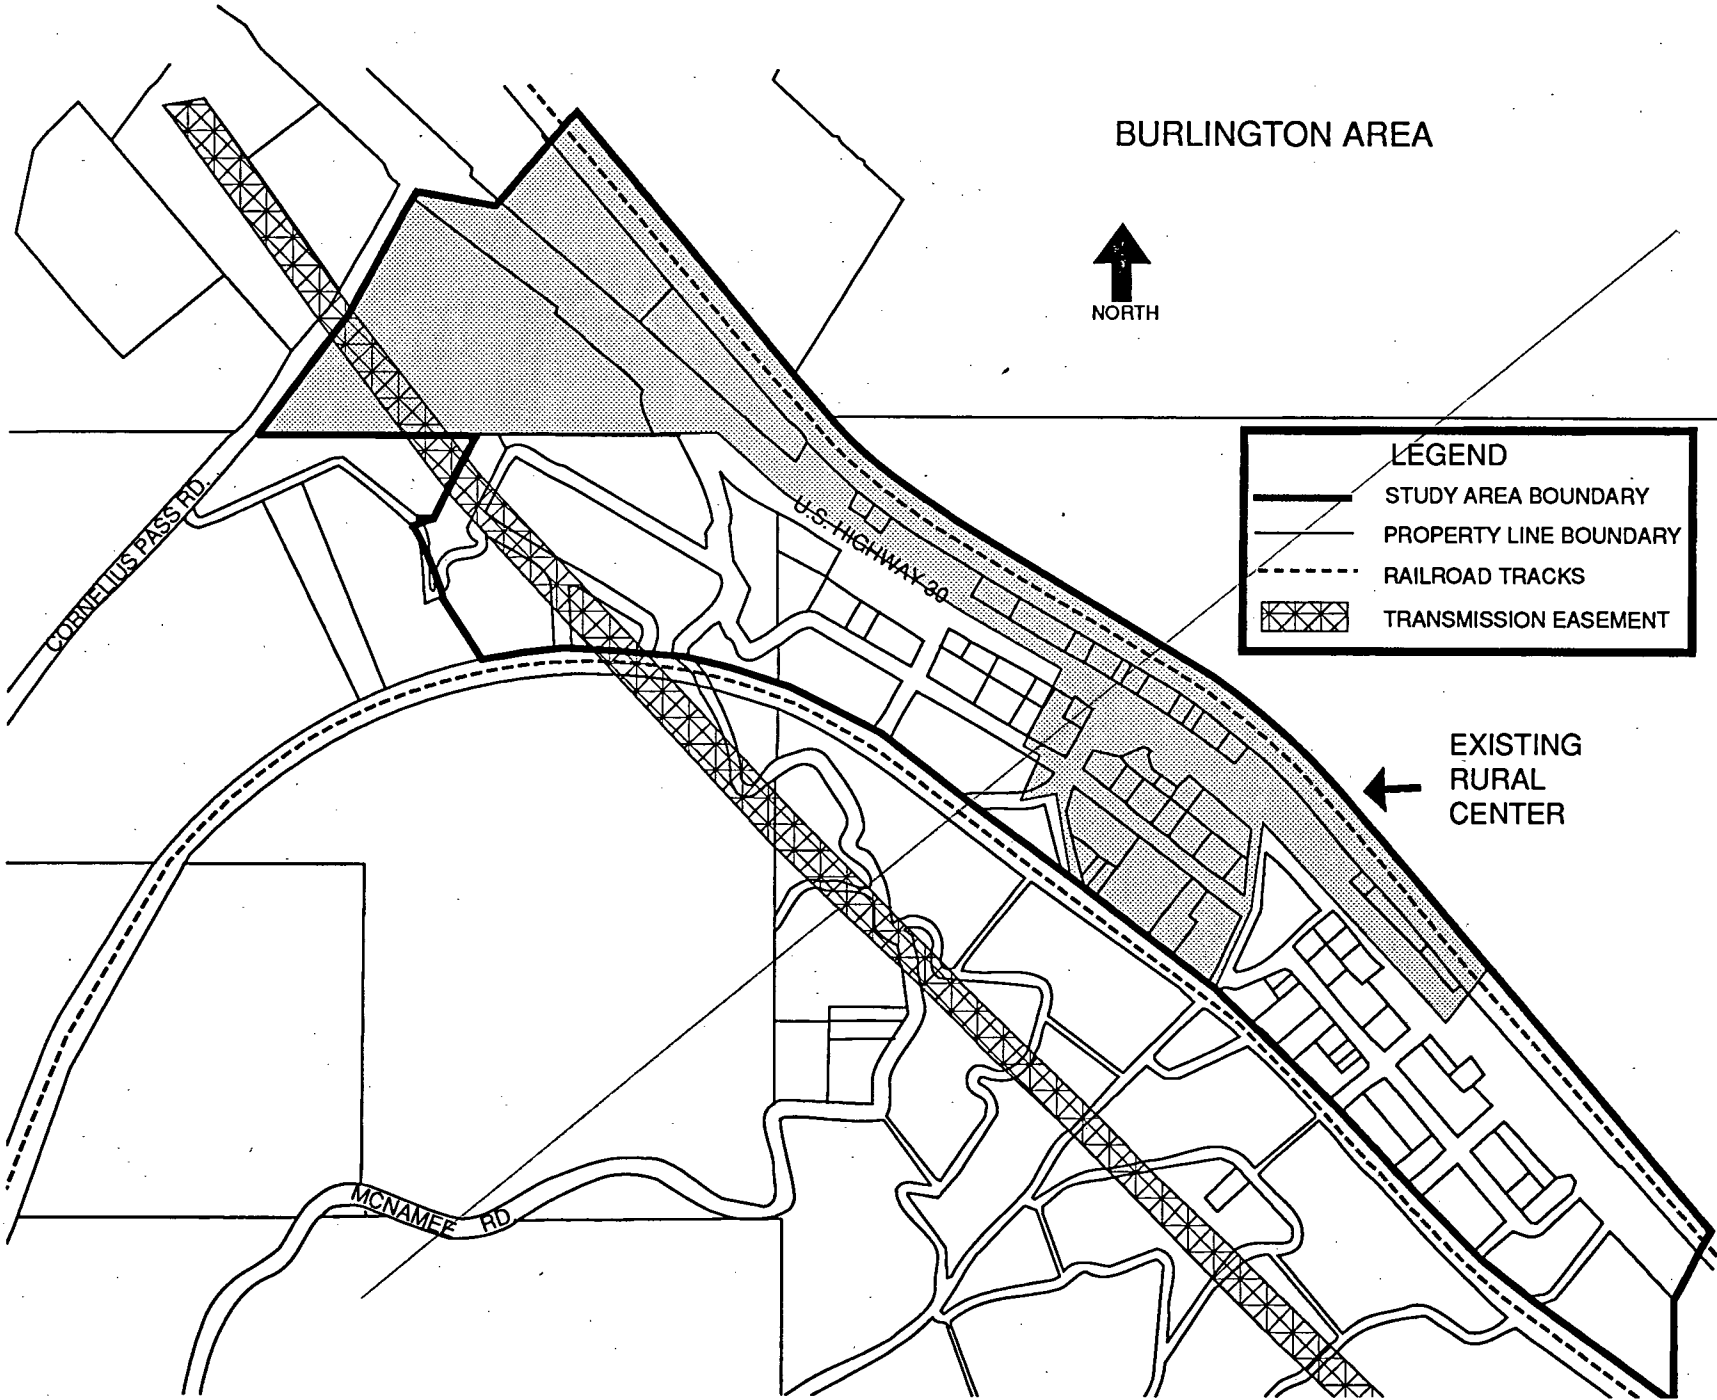 BURLINGTON AREA
NORTH
LEGEND
STUDY AREA BOUNDARY
PROPERTY LINE BOUNDARY
RAILROAD TRACKS
TRANSMISSION EASEMENT
U.S. HIGHWAY 30
CORNELIUS PASS RD.
EXISTING
RURAL
CENTER
MCNAMEE RD.